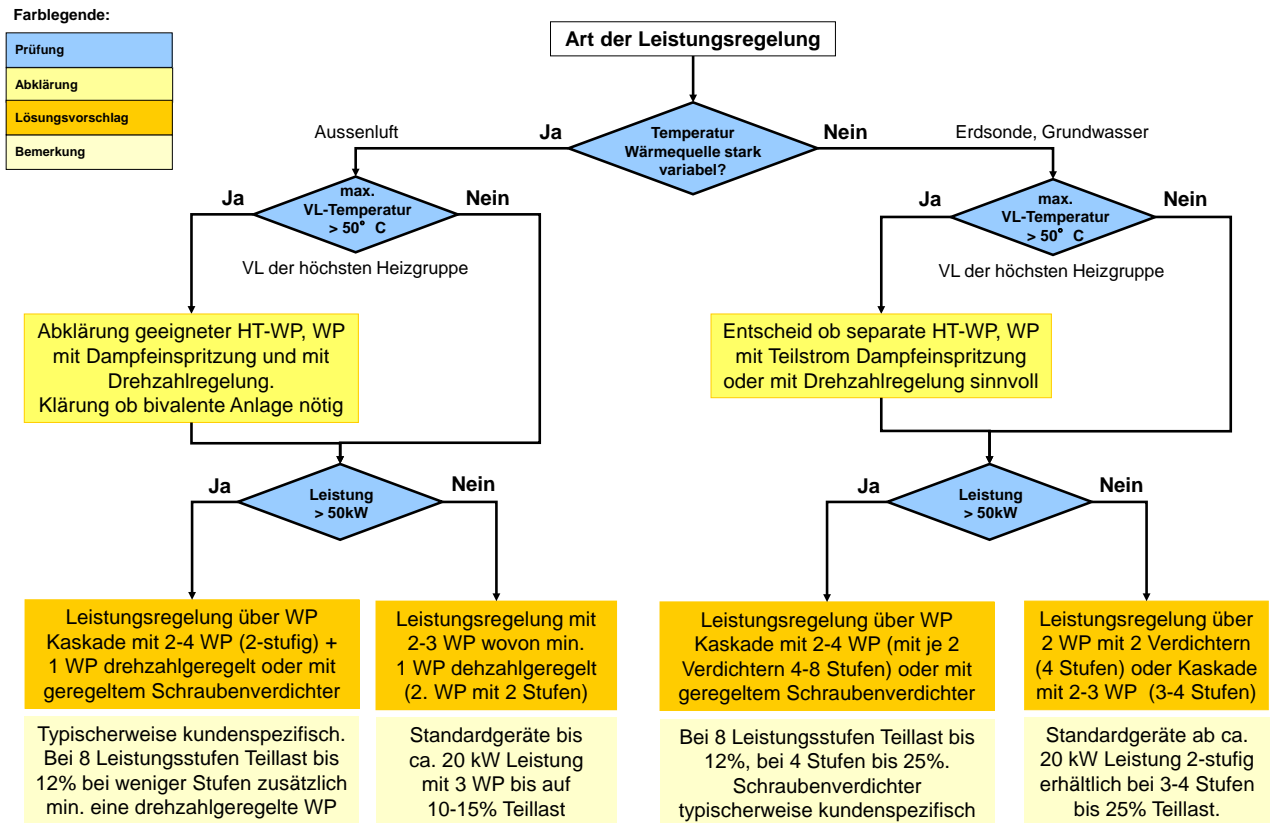 Farblegende:
Prüfung
Abklärung
Lösungsvorschlag
Bemerkung
Art der Leistungsregelung
Aussenluft
Ja
Temperatur
Wärmequelle stark
variabel?
Nein
Erdsonde, Grundwasser
Ja
max.
VL-Temperatur
> 50° C
Nein
VL der höchsten Heizgruppe
Ja
max.
VL-Temperatur
> 50° C
Nein
VL der höchsten Heizgruppe
Abklärung geeigneter HT-WP, WP
mit Dampfeinspritzung und mit
Drehzahlregelung.
Klärung ob bivalente Anlage nötig
Entscheid ob separate HT-WP, WP
mit Teilstrom Dampfeinspritzung
oder mit Drehzahlregelung sinnvoll
Ja
Leistung
> 50kW
Nein
Ja
Leistung
> 50kW
Nein
Leistungsregelung über WP
Kaskade mit 2-4 WP (2-stufig) +
1 WP drehzahlgeregelt oder mit
geregeltem Schraubenverdichter
Leistungsregelung mit
2-3 WP wovon min.
1 WP dehzahlgeregelt
(2. WP mit 2 Stufen)
Leistungsregelung über WP
Kaskade mit 2-4 WP (mit je 2
Verdichtern 4-8 Stufen) oder mit
geregeltem Schraubenverdichter
Leistungsregelung über
2 WP mit 2 Verdichtern
(4 Stufen) oder Kaskade
mit 2-3 WP (3-4 Stufen)
Typischerweise kundenspezifisch.
Bei 8 Leistungsstufen Teillast bis
12% bei weniger Stufen zusätzlich
min. eine drehzahlgeregelte WP
Standardgeräte bis
ca. 20 kW Leistung
mit 3 WP bis auf
10-15% Teillast
Bei 8 Leistungsstufen Teillast bis
12%, bei 4 Stufen bis 25%.
Schraubenverdichter
typischerweise kundenspezifisch
Standardgeräte ab ca.
20 kW Leistung 2-stufig
erhältlich bei 3-4 Stufen
bis 25% Teillast.